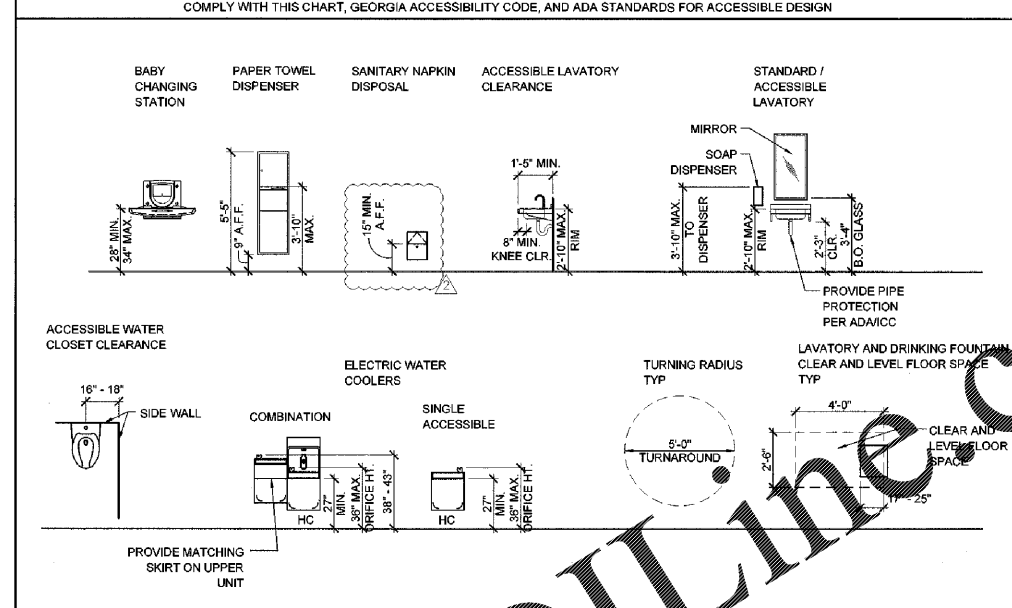 COMPLY WITH THIS CHART, GEORGIA ACCESSIBILITY CODE, AND ADA STANDARDS FOR ACCESSIBLE DESIGN
BABY
CHANGING
STATION
28" MIN.
34" MAX.
PAPER TOWEL
DISPENSER
5'-5"
9" A.F.F.
3'-10"
MAX.
SANITARY NAPKIN
DISPOSAL
15" MIN.
A.F.F.
2
ACCESSIBLE LAVATORY
CLEARANCE
1'-5" MIN.
8" MIN.
KNEE CLR.
2'-10" MAX.
RIM
STANDARD /
ACCESSIBLE
LAVATORY
MIRROR
SOAP
DISPENSER
3'-10" MAX.
TO
DISPENSER
2'-10" MAX.
RIM
2'-3"
CLR.
3'-4"
B.O. GLASS
PROVIDE PIPE
PROTECTION
PER ADA/ICC
ACCESSIBLE WATER
CLOSET CLEARANCE
16" - 18"
SIDE WALL
ELECTRIC WATER
COOLERS
COMBINATION
HC
27"
MIN.
36" MAX.
ORIFICE HT.
38" - 43"
PROVIDE MATCHING
SKIRT ON UPPER
UNIT
SINGLE
ACCESSIBLE
HC
27"
MIN.
36" MAX.
ORIFICE HT.
TURNING RADIUS
TYP
5'-0"
TURNAROUND
LAVATORY AND DRINKING FOUNTAIN
CLEAR AND LEVEL FLOOR SPACE
TYP
4'-0"
2'-6"
CLEAR AND
LEVEL FLOOR
SPACE
17" - 25"